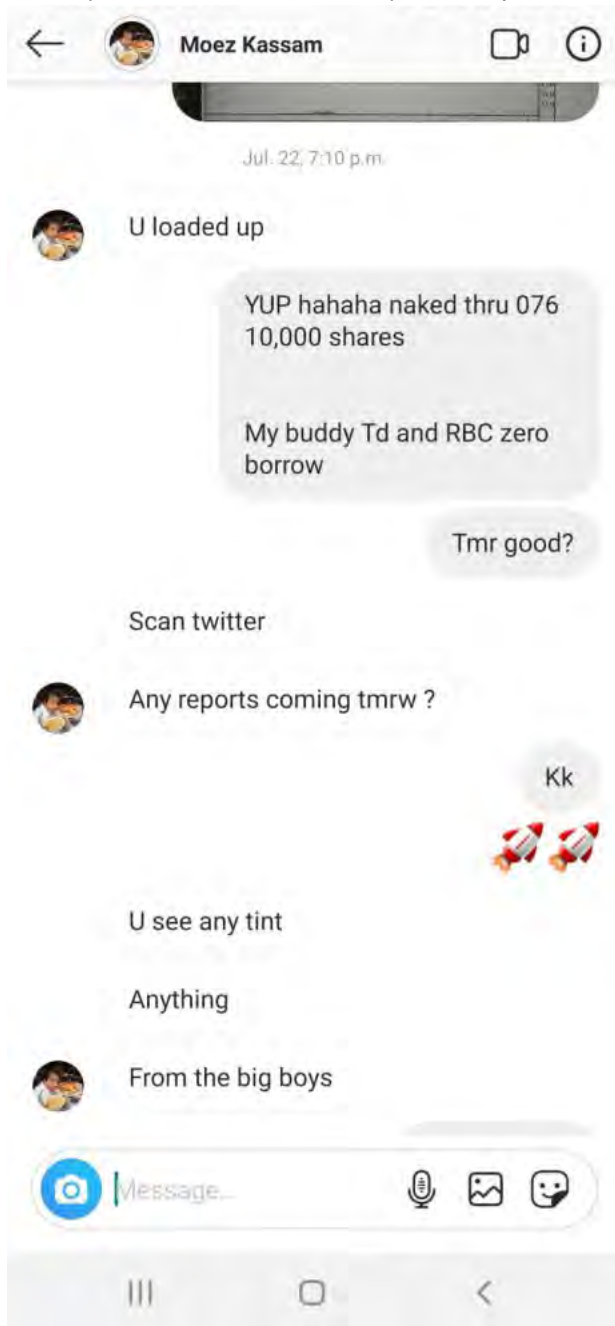 Moez Kassam
Jul. 22, 7:10 p.m.
U loaded up
YUP hahaha naked thru 076
10,000 shares
My buddy Td and RBC zero
borrow
Tmr good?
Scan twitter
Any reports coming tmrw ?
Kk
🚀🚀
U see any tint
Anything
From the big boys
Message...